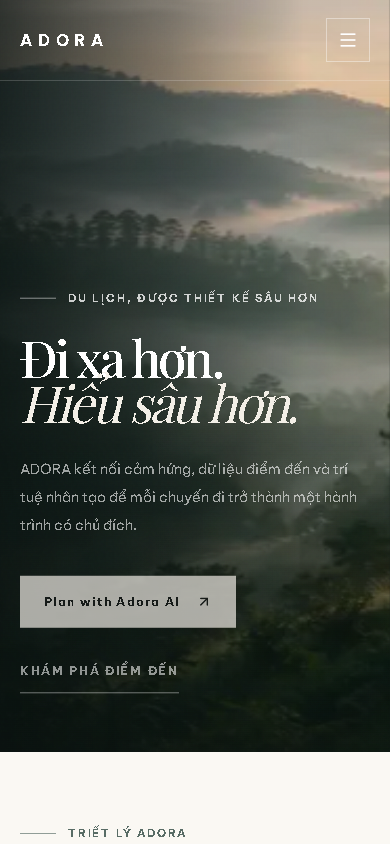 ADORA
DU LỊCH, ĐƯỢC THIẾT KẾ SÂU HƠN
Đi xa hơn.
Hiểu sâu hơn.
ADORA kết nối cảm hứng, dữ liệu điểm đến và trí
tuệ nhân tạo để mỗi chuyến đi trở thành một hành
trình có chủ đích.
Plan with Adora AI
KHÁM PHÁ ĐIỂM ĐẾN
TRIẾT LÝ ADORA